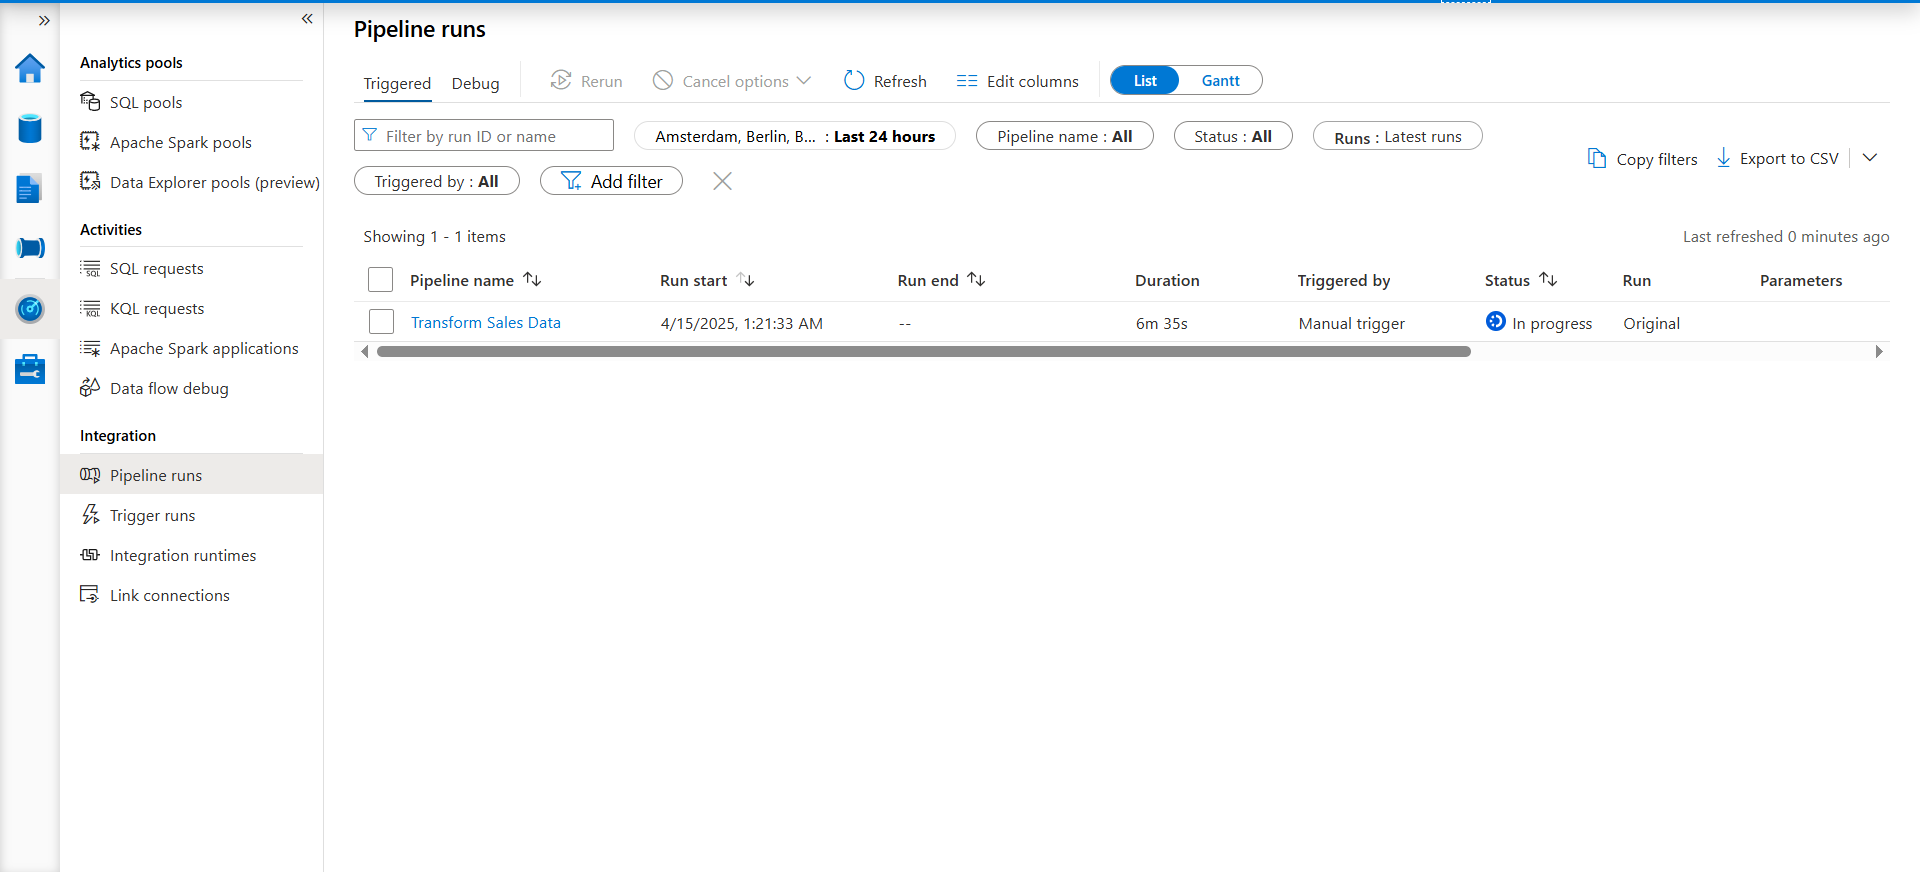 Pipeline runs
Analytics pools
SQL pools
Apache Spark pools
Data Explorer pools (preview)
Activities
SQL requests
KQL requests
Apache Spark applications
Data flow debug
Integration
Pipeline runs
Trigger runs
Integration runtimes
Link connections
Triggered Debug Rerun Cancel options Refresh Edit columns List Gantt
Filter by run ID or name Amsterdam, Berlin, B... : Last 24 hours Pipeline name : All Status : All Runs : Latest runs
Triggered by : All Add filter
Copy filters Export to CSV
Showing 1 - 1 items Last refreshed 0 minutes ago
Pipeline name Run start Run end Duration Triggered by Status Run Parameters
Transform Sales Data 4/15/2025, 1:21:33 AM -- 6m 35s Manual trigger In progress Original